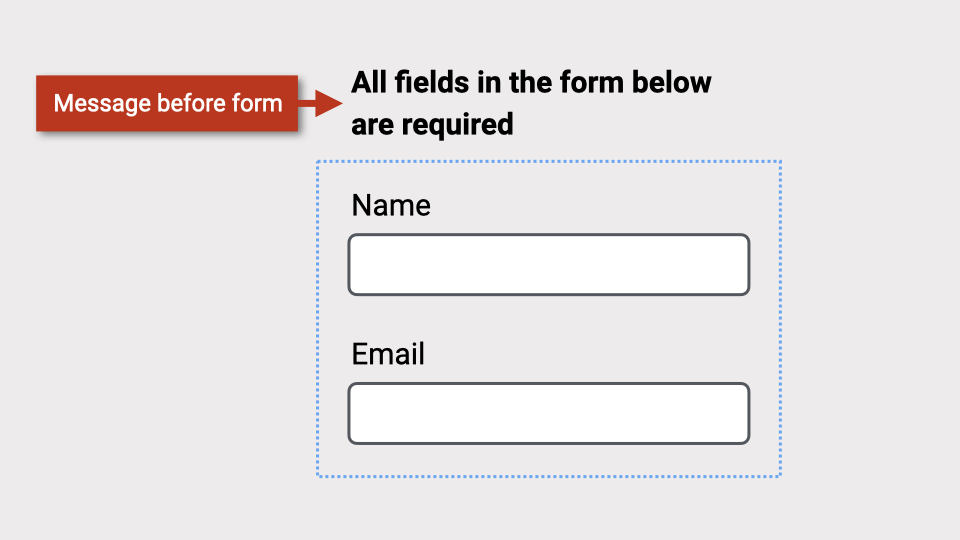 Message before form
All fields in the form below
are required
Name
Email